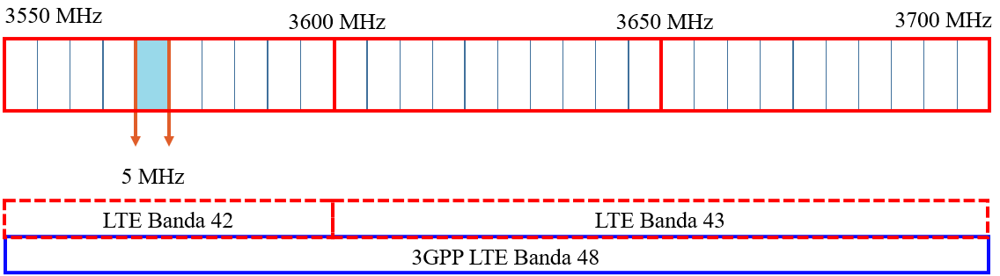 3550 MHz
3600 MHz
3650 MHz
3700 MHz
5 MHz
LTE Banda 42
LTE Banda 43
3GPP LTE Banda 48